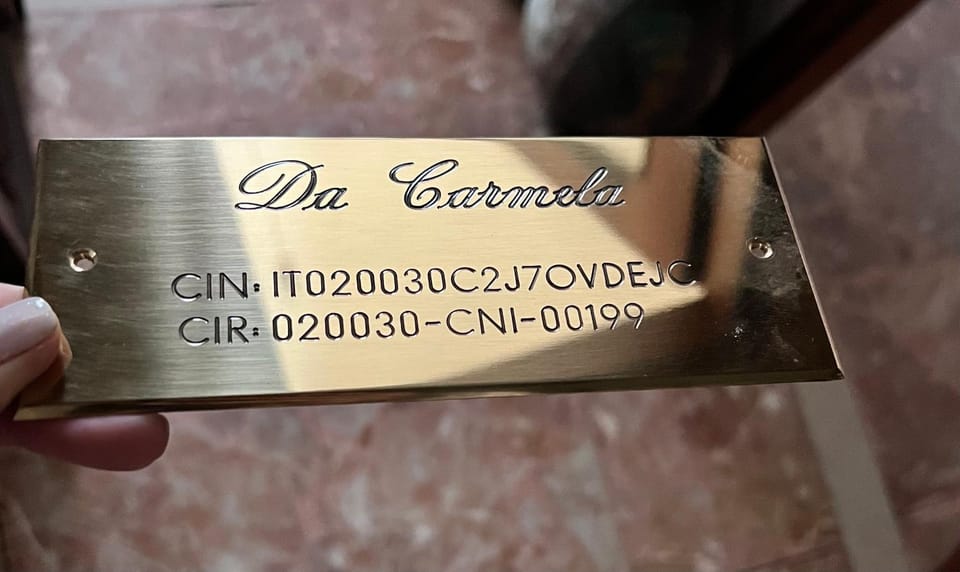 Da Carmela
CIN: IT020030C2J7OVDEJC
CIR: 020030-CNI-00199